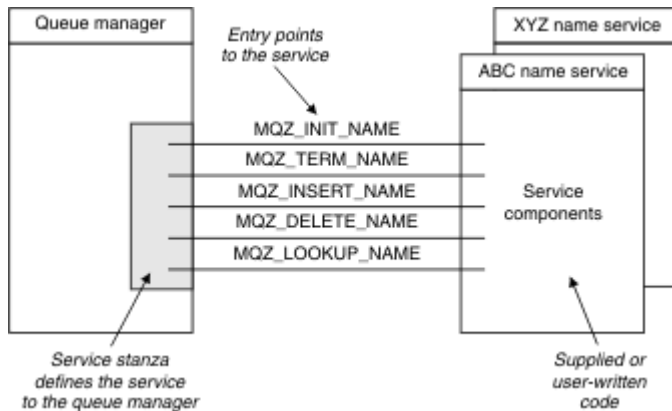 Queue manager
Entry points
to the service
XYZ name service
ABC name service
MQZ_INIT_NAME
MQZ_TERM_NAME
MQZ_INSERT_NAME
MQZ_DELETE_NAME
MQZ_LOOKUP_NAME
Service
components
Service stanza
defines the service
to the queue manager
Supplied or
user-written
code